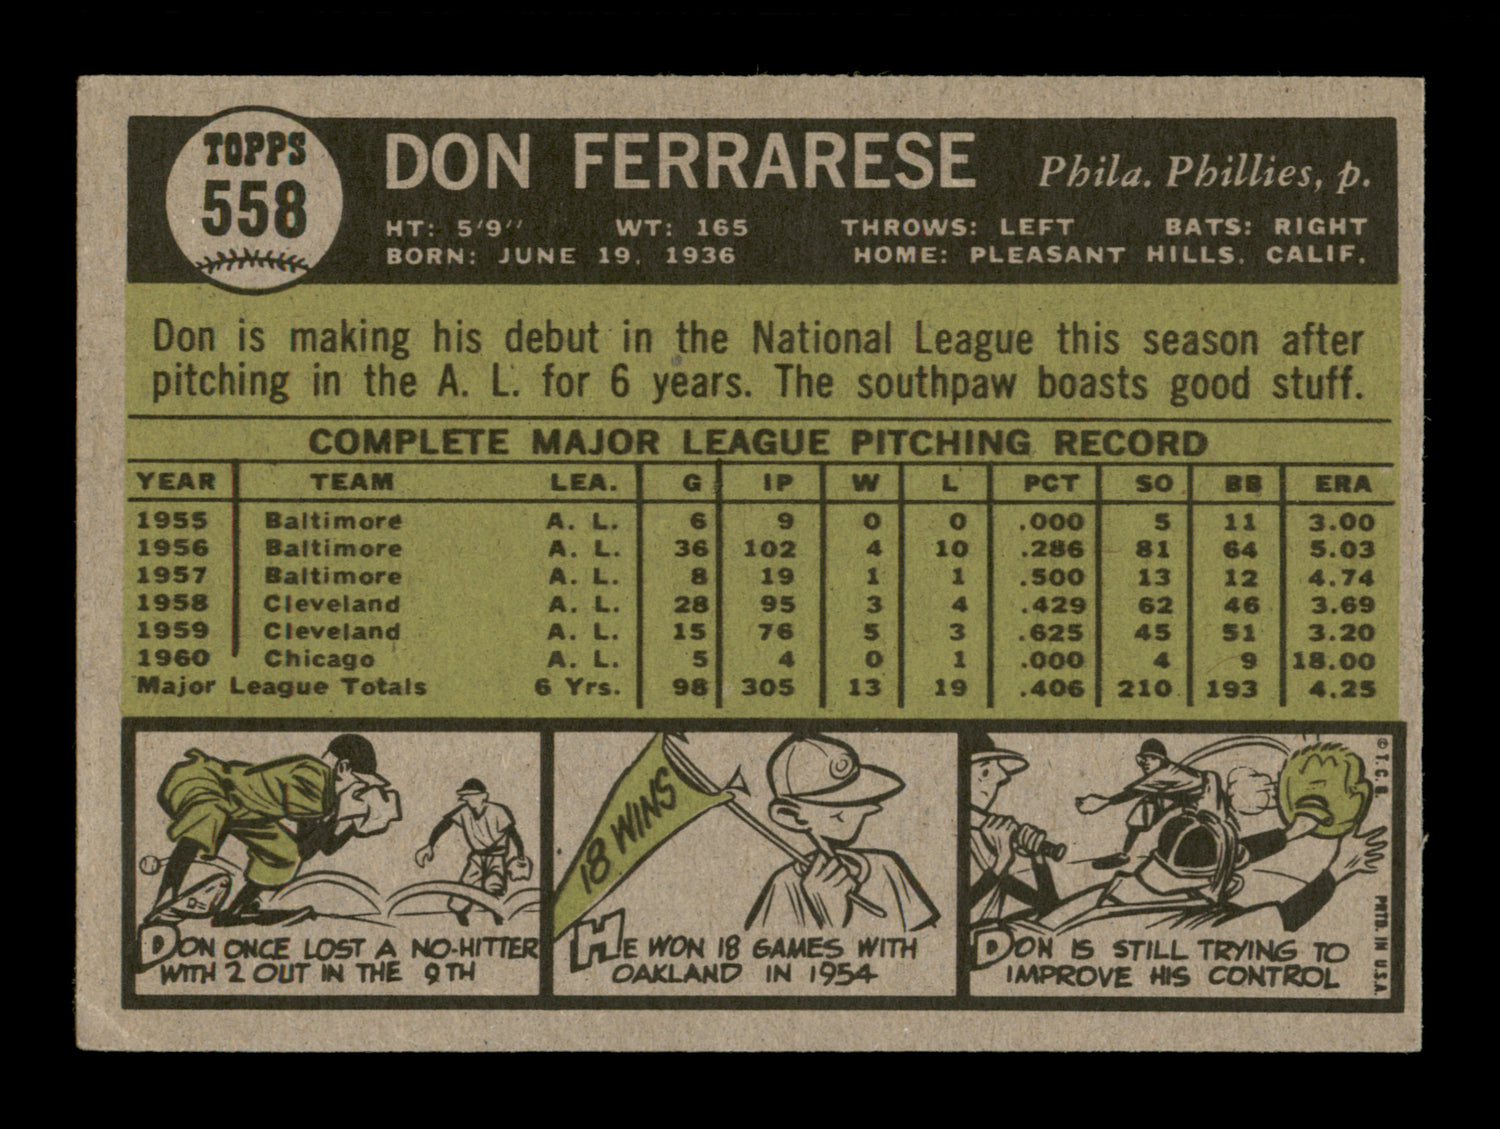 TOPPS
558
DON FERRARESE Phila. Phillies, p.
HT: 5'9" WT: 165 THROWS: LEFT BATS: RIGHT
BORN: JUNE 19, 1936 HOME: PLEASANT HILLS, CALIF.
Don is making his debut in the National League this season after
pitching in the A. L. for 6 years. The southpaw boasts good stuff.
COMPLETE MAJOR LEAGUE PITCHING RECORD
YEAR TEAM LEA. G IP W L PCT SO BB ERA
1955 Baltimore A. L. 6 9 0 0 .000 5 11 3.00
1956 Baltimore A. L. 36 102 4 10 .286 81 64 5.03
1957 Baltimore A. L. 8 19 1 1 .500 13 12 4.74
1958 Cleveland A. L. 28 95 3 4 .429 62 46 3.69
1959 Cleveland A. L. 15 76 5 3 .625 45 51 3.20
1960 Chicago A. L. 5 4 0 1 .000 4 9 18.00
Major League Totals 6 Yrs. 98 305 13 19 .406 210 193 4.25
DON ONCE LOST A NO-HITTER
WITH 2 OUT IN THE 9TH
18 WINS
HE WON 18 GAMES WITH
OAKLAND IN 1954
DON IS STILL TRYING TO
IMPROVE HIS CONTROL
© T.C.G. PRTD. IN U.S.A.